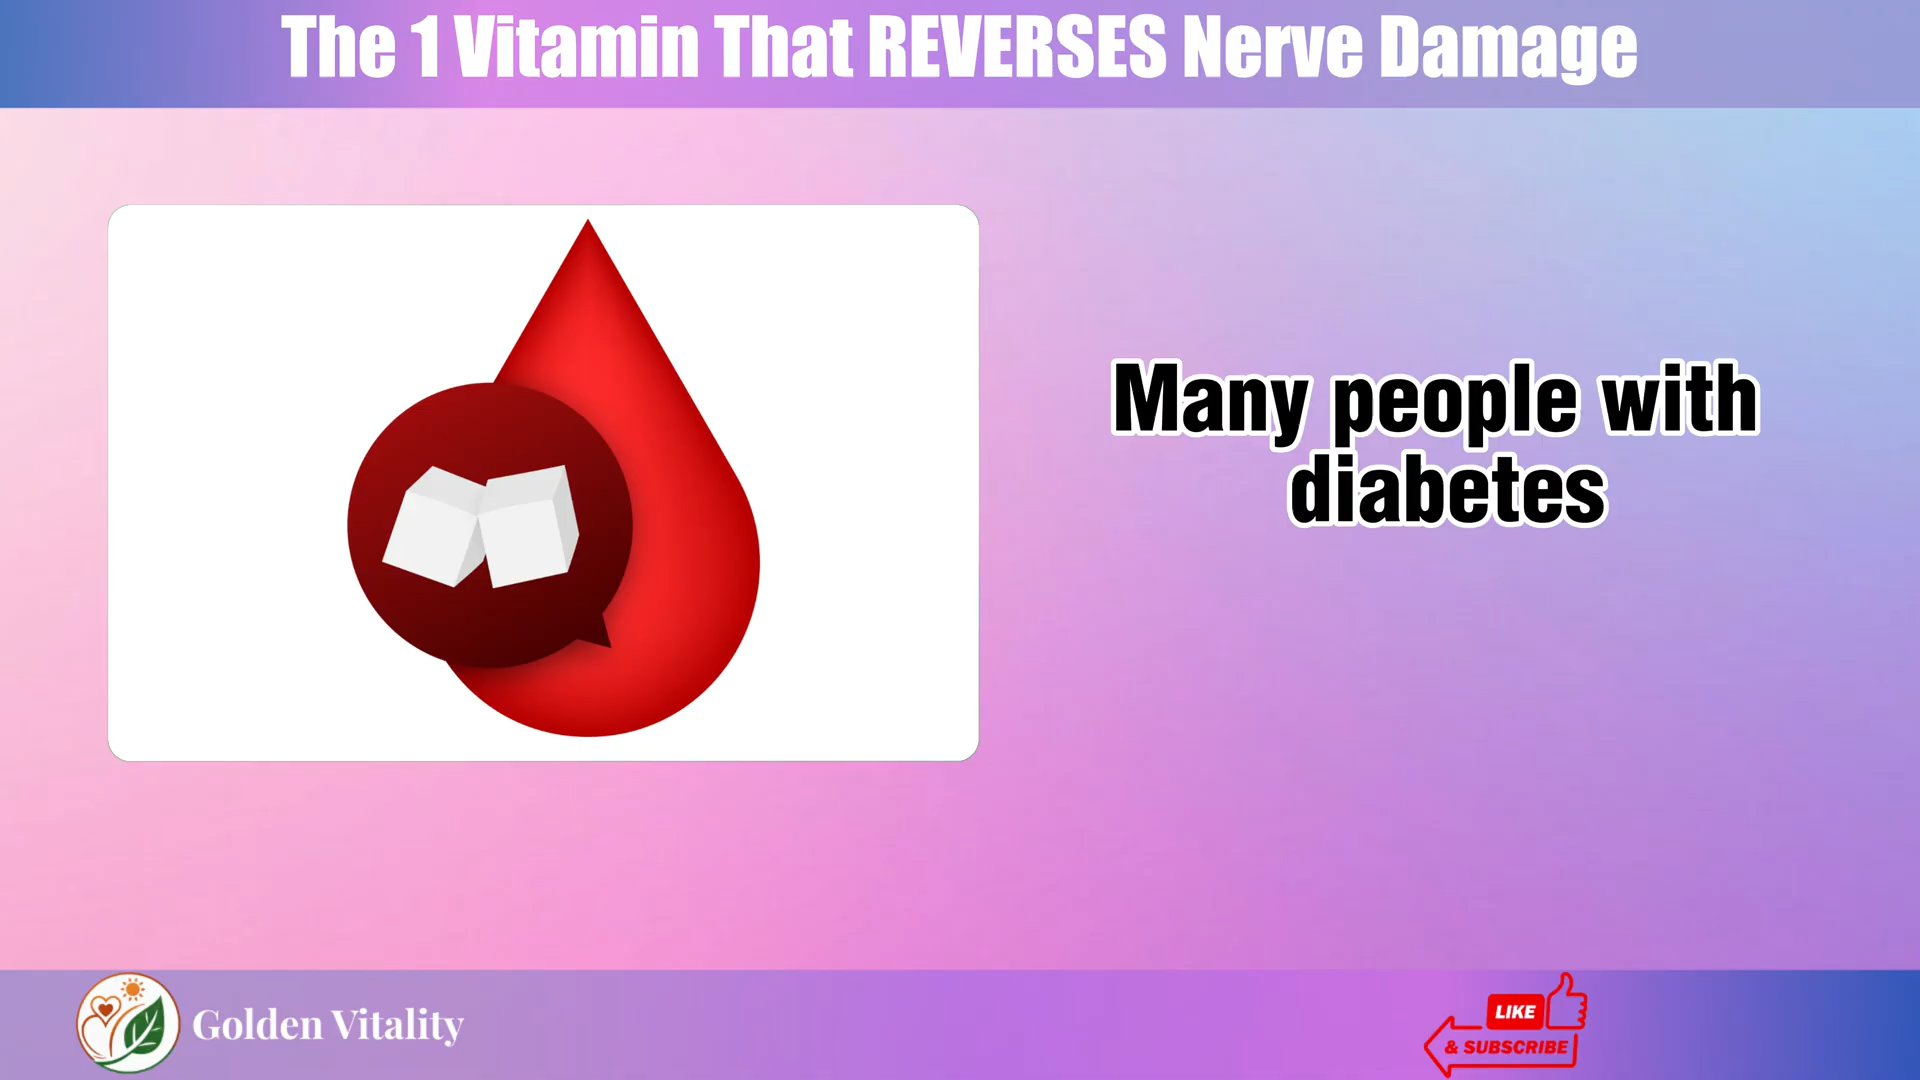 The 1 Vitamin That REVERSES Nerve Damage
Many people with
diabetes
Golden Vitality
LIKE
& SUBSCRIBE